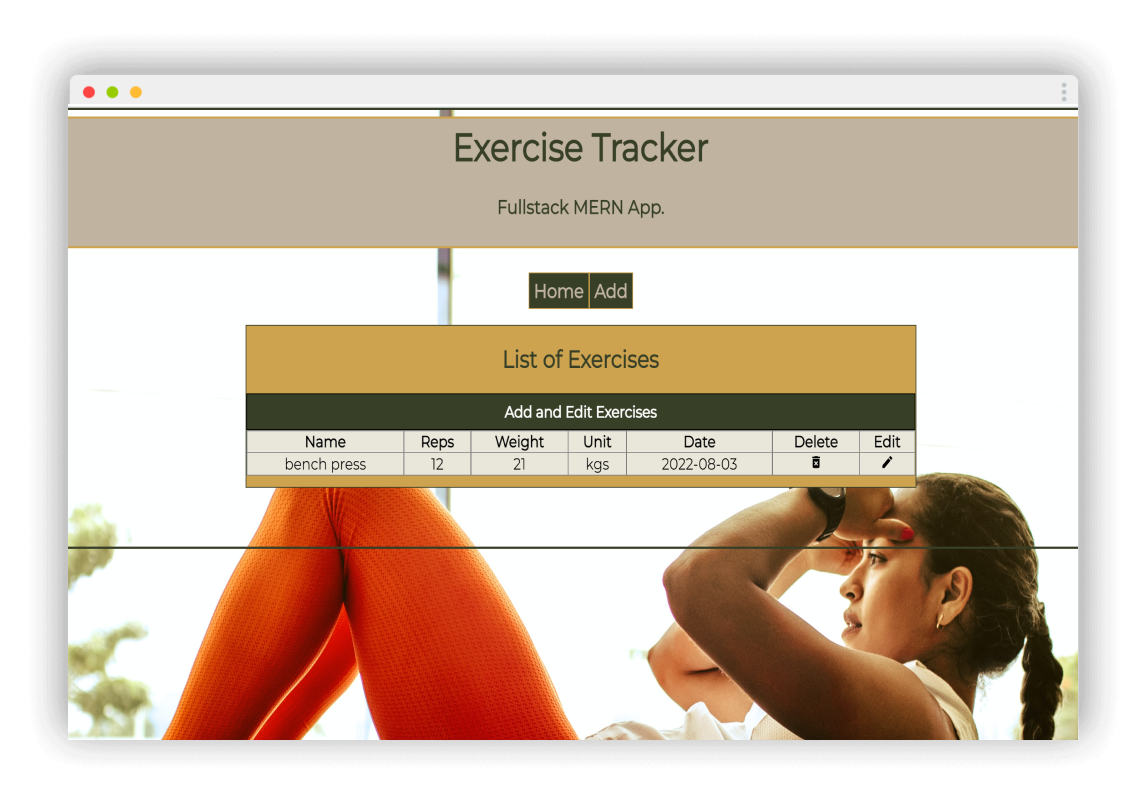 Exercise Tracker
Fullstack MERN App.
Home Add
List of Exercises
Add and Edit Exercises
Name Reps Weight Unit Date Delete Edit
bench press 12 21 kgs 2022-08-03